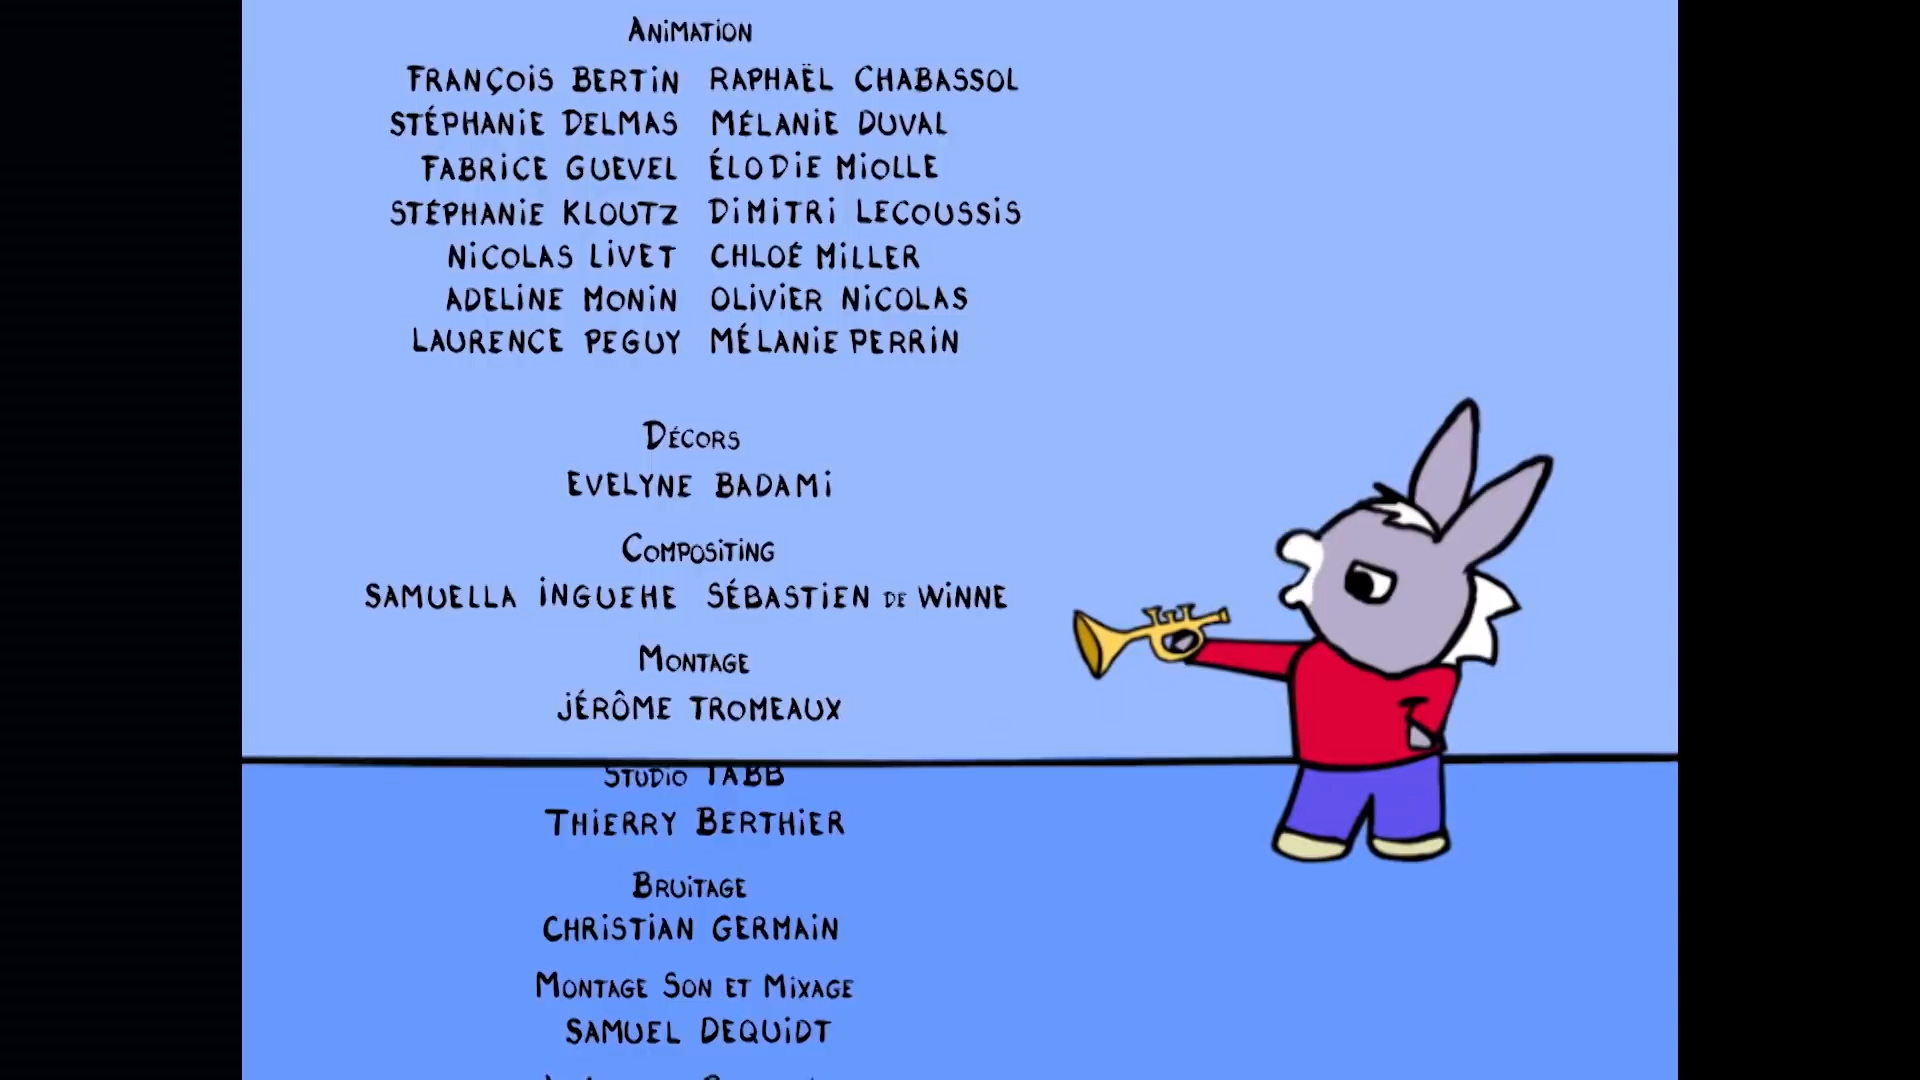 ANIMATION
FRANÇOIS BERTIN RAPHAËL CHABASSOL
STÉPHANIE DELMAS MÉLANIE DUVAL
FABRICE GUEVEL ÉLODIE MIOLLE
STÉPHANIE KLOUTZ DIMITRI LECOUSSIS
NICOLAS LIVET CHLOÉ MILLER
ADELINE MONIN OLIVIER NICOLAS
LAURENCE PEGUY MÉLANIE PERRIN
DÉCORS
EVELYNE BADAMI
COMPOSITING
SAMUELLA INGUEHE SÉBASTIEN DE WINNE
MONTAGE
JÉRÔME TROMEAUX
STUDIO TABB
THIERRY BERTHIER
BRUITAGE
CHRISTIAN GERMAIN
MONTAGE SON ET MIXAGE
SAMUEL DEQUIDT